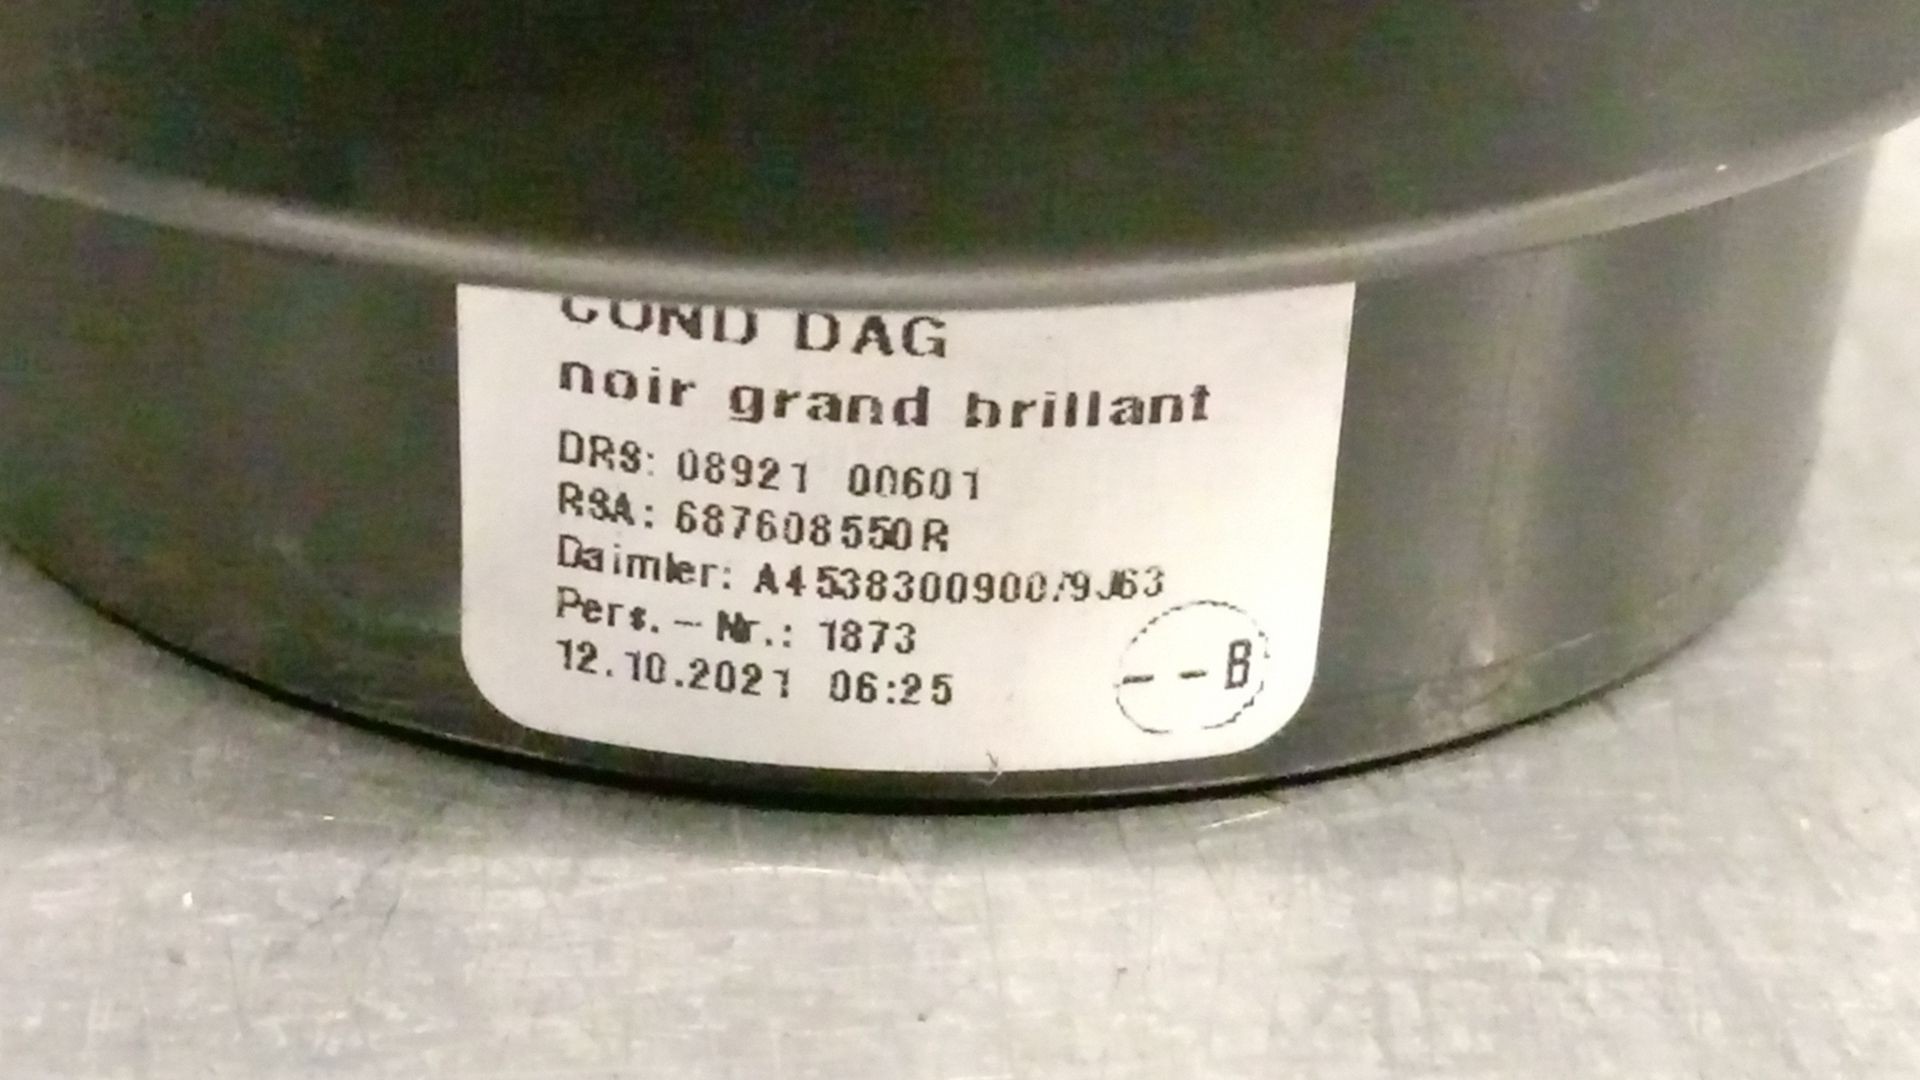 COND DAG
noir grand brillant
DRS: 08921 00601
RSA: 687608550R
Daimler: A4538300900/9J63
Pers.-Nr.: 1873
12.10.2021 06:25
--B